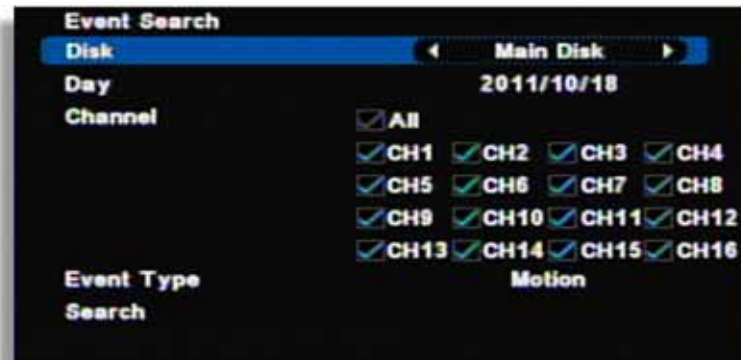 Event Search
Disk Main Disk
Day 2011/10/18
Channel All
CH1 CH2 CH3 CH4
CH5 CH6 CH7 CH8
CH9 CH10 CH11 CH12
CH13 CH14 CH15 CH16
Event Type Motion
Search